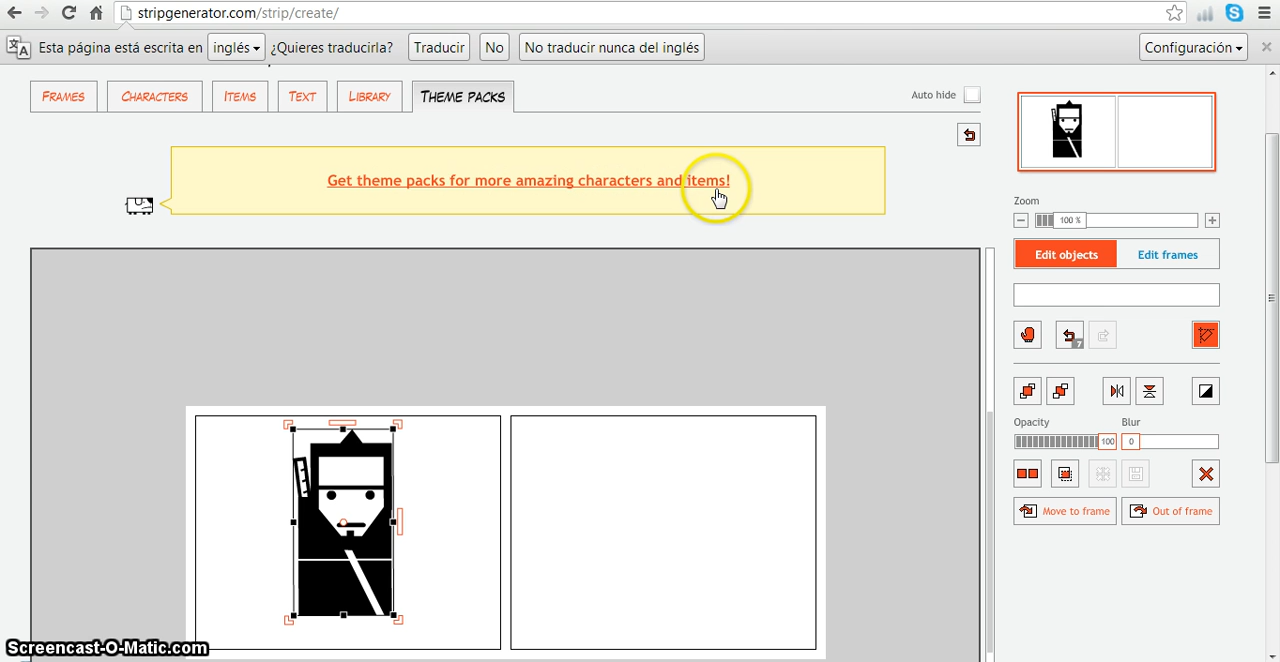 stripgenerator.com/strip/create/
Esta página está escrita en inglés ¿Quieres traducirla? Traducir No No traducir nunca del inglés Configuración
FRAMES CHARACTERS ITEMS TEXT LIBRARY THEME PACKS Auto hide
Get theme packs for more amazing characters and items!
Zoom
100 %
Edit objects Edit frames
7
Opacity Blur
100 0
Move to frame Out of frame
Screencast-O-Matic.com